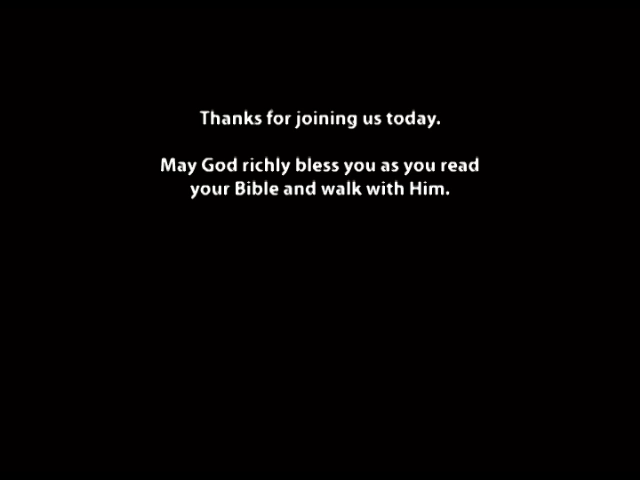 Thanks for joining us today.
May God richly bless you as you read
your Bible and walk with Him.